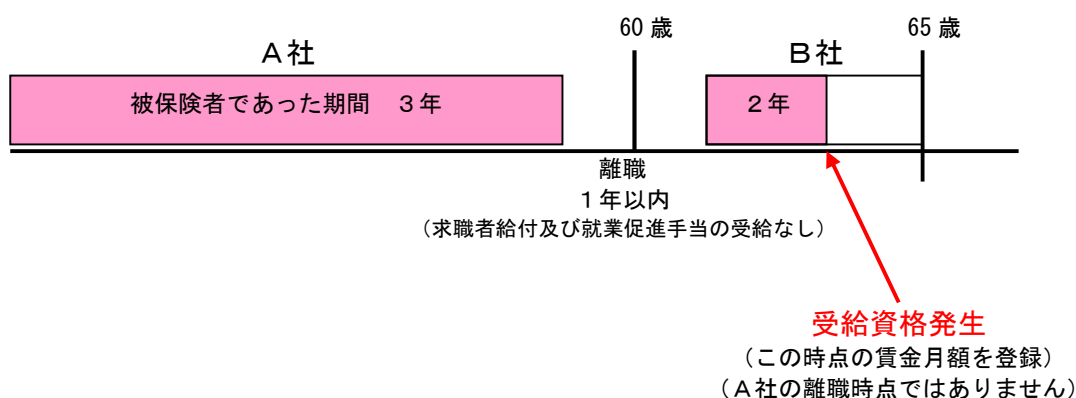 60 歳
65 歳
Ａ社
Ｂ社
被保険者であった期間　３年
２年
離職
１年以内
（求職者給付及び就業促進手当の受給なし）
受給資格発生
（この時点の賃金月額を登録）
（Ａ社の離職時点ではありません）